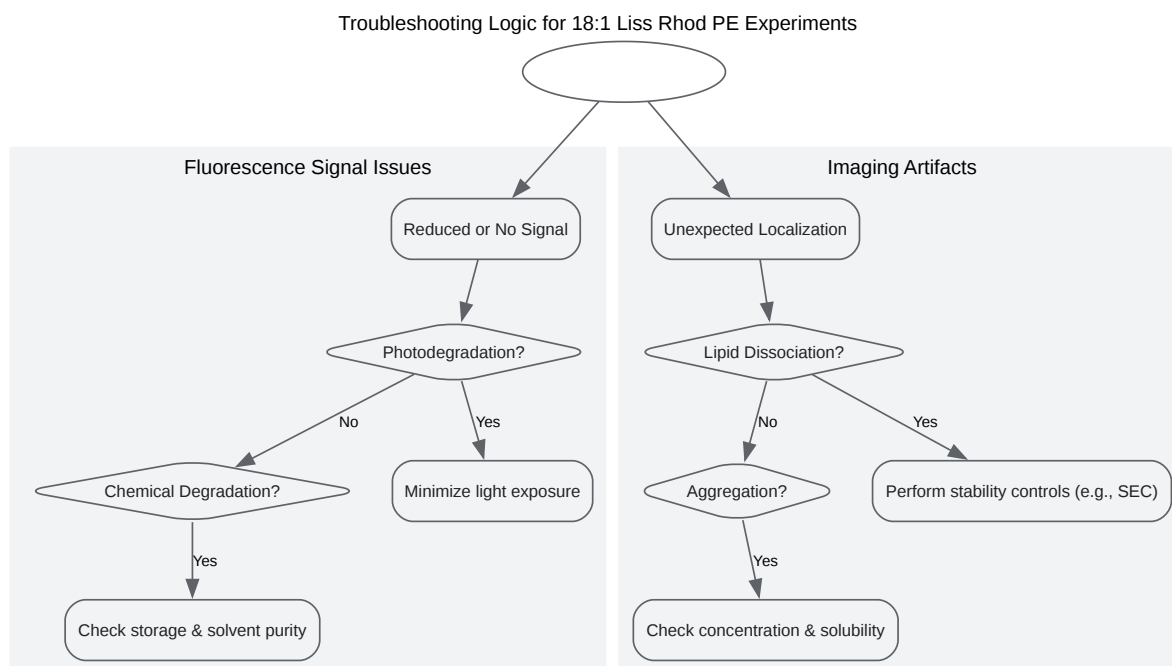 Troubleshooting Logic for 18:1 Liss Rhod PE Experiments
Fluorescence Signal Issues
Imaging Artifacts
Reduced or No Signal
Unexpected Localization
Photodegradation?
Lipid Dissociation?
No
Yes
No
Yes
Chemical Degradation?
Minimize light exposure
Aggregation?
Perform stability controls (e.g., SEC)
Yes
Yes
Check storage & solvent purity
Check concentration & solubility